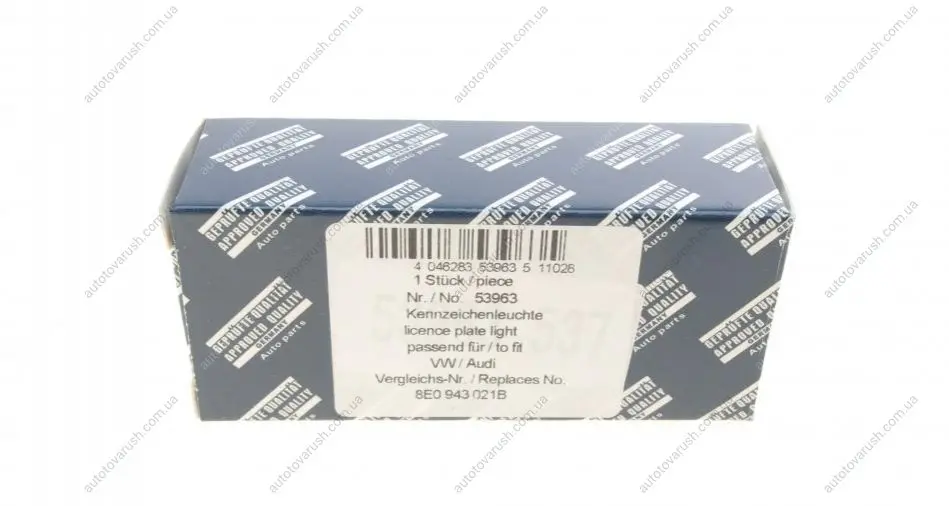 GEPRÜFTE QUALITÄT
APPROVED QUALITY
GERMANY
Auto parts
4 046283 53963 5 11026
1 Stück / piece
Nr. / No. 53963
Kennzeichenleuchte
licence plate light
passend für / to fit
VW / Audi
Vergleichs-Nr. / Replaces No.
8E0 943 021B
autotovarush.com.ua